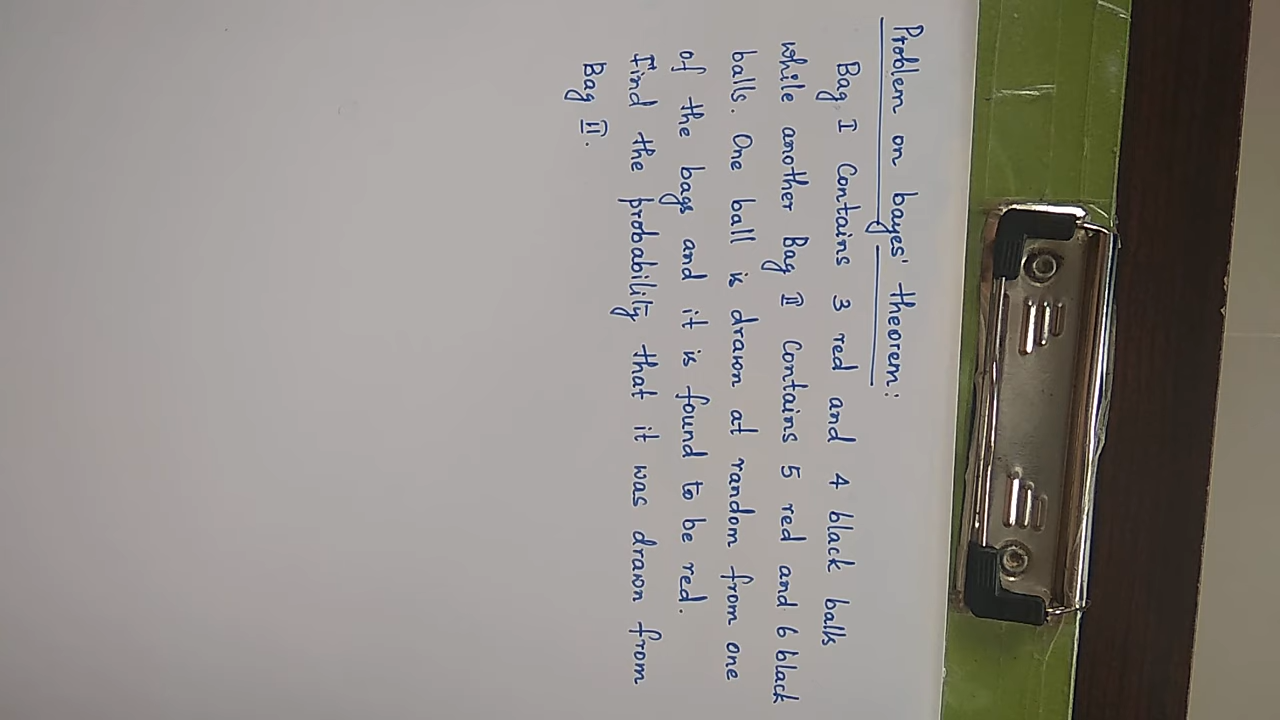 Problem on bayes' theorem:
Bag I Contains 3 red and 4 black balls
while another Bag II Contains 5 red and 6 black
balls. One ball is drawn at random from one
of the bags and it is found to be red.
Find the probability that it was drawn from
Bag II.